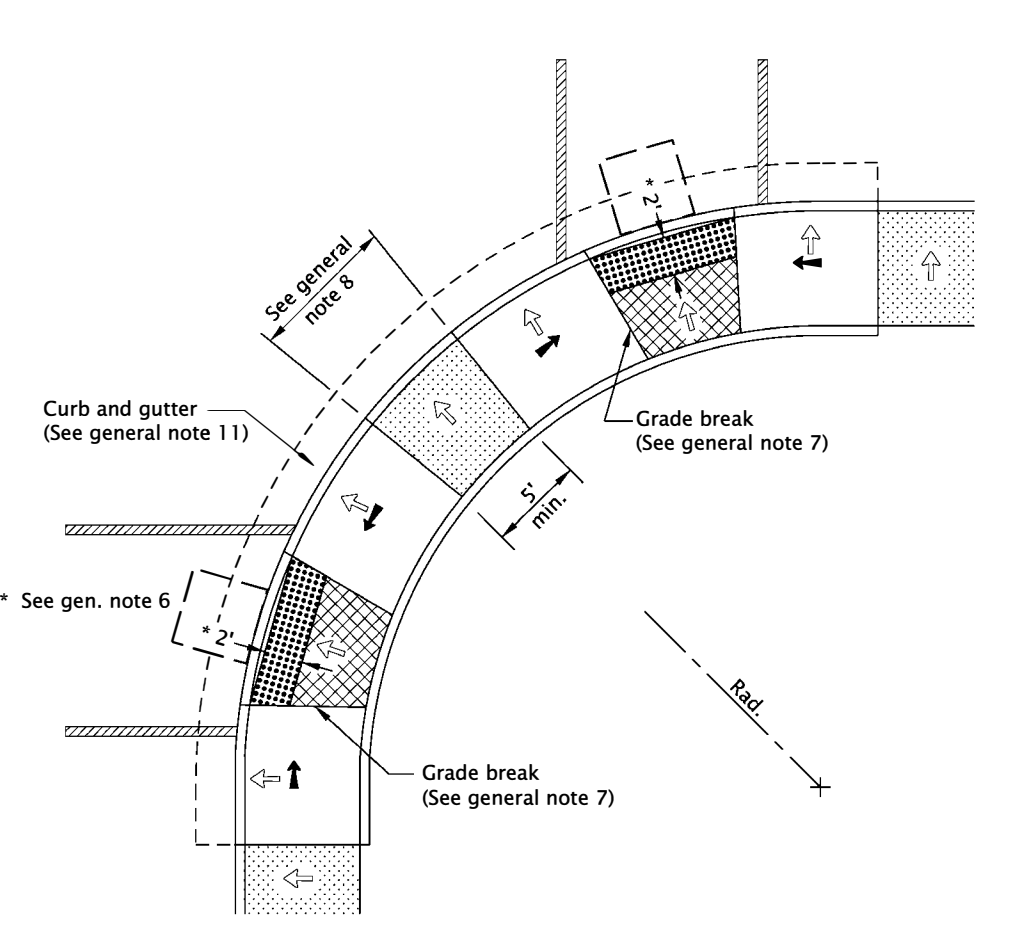 * 2'
See general
note 8
Curb and gutter
(See general note 11)
Grade break
(See general note 7)
5'
min.
* See gen. note 6
* 2'
Rad.
Grade break
(See general note 7)